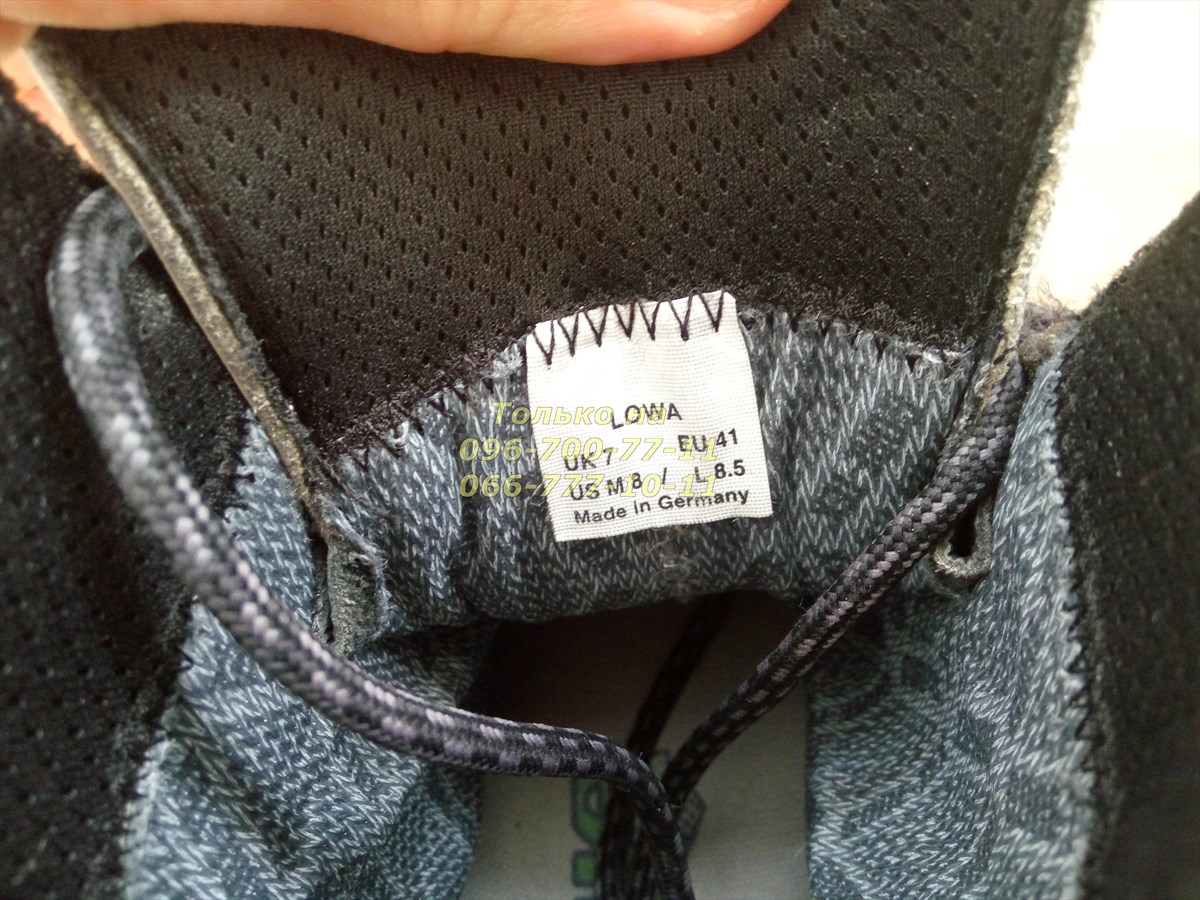 LOWA
UK 7 EU 41
US M 8 / L 8.5
Made in Germany
Только на
096-700-77-11
066-777-10-11